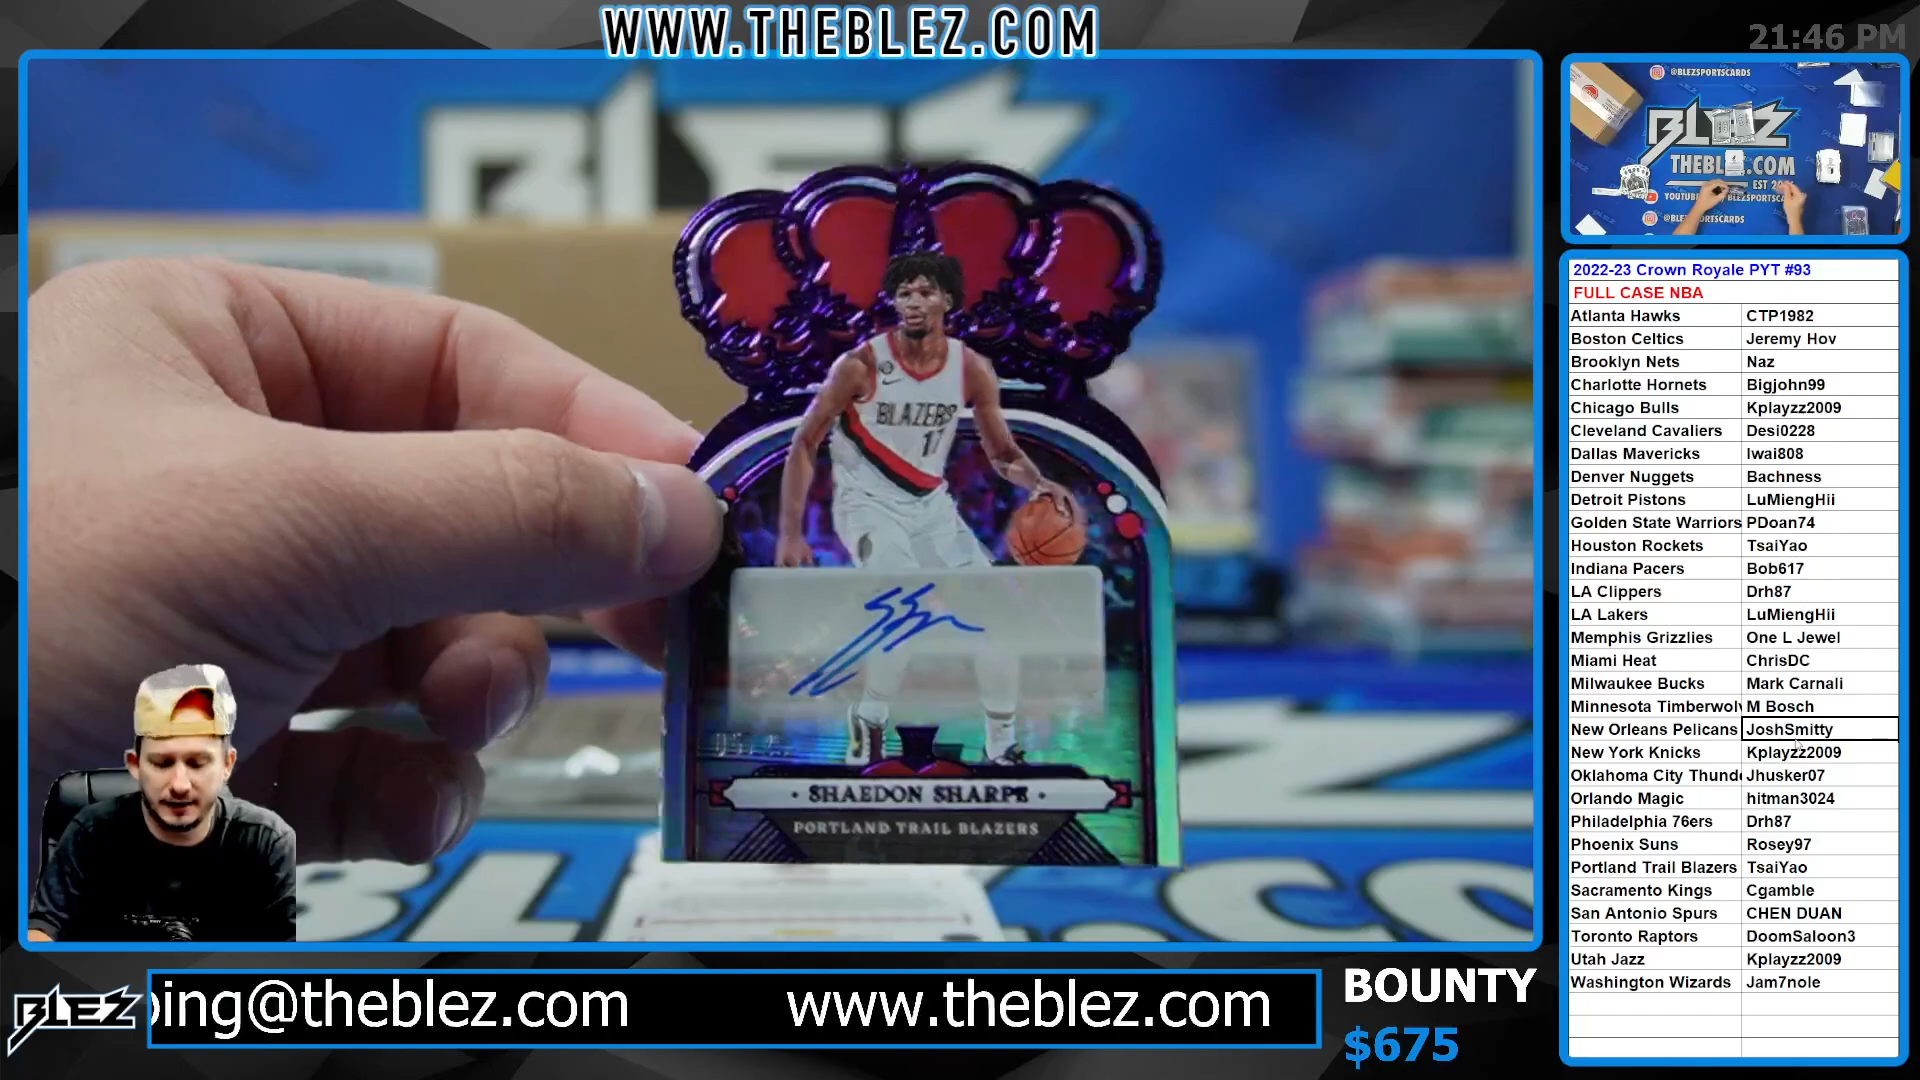 WWW.THEBLEZ.COM
21:46 PM
BLEZ
@BLEZSPORTSCARDS
BLEZ
THEBLEZ.COM
BLAZERS
17
SHAEDON SHARPE
PORTLAND TRAIL BLAZERS
2022-23 Crown Royale PYT #93
FULL CASE NBA
Atlanta Hawks CTP1982
Boston Celtics Jeremy Hov
Brooklyn Nets Naz
Charlotte Hornets Bigjohn99
Chicago Bulls Kplayzz2009
Cleveland Cavaliers Desi0228
Dallas Mavericks Iwai808
Denver Nuggets Bachness
Detroit Pistons LuMiengHii
Golden State Warriors PDoan74
Houston Rockets TsaiYao
Indiana Pacers Bob617
LA Clippers Drh87
LA Lakers LuMiengHii
Memphis Grizzlies One L Jewel
Miami Heat ChrisDC
Milwaukee Bucks Mark Carnali
Minnesota Timberwolv M Bosch
New Orleans Pelicans JoshSmitty
New York Knicks Kplayzz2009
Oklahoma City Thund Jhusker07
Orlando Magic hitman3024
Philadelphia 76ers Drh87
Phoenix Suns Rosey97
Portland Trail Blazers TsaiYao
Sacramento Kings Cgamble
San Antonio Spurs CHEN DUAN
Toronto Raptors DoomSaloon3
Utah Jazz Kplayzz2009
Washington Wizards Jam7nole
BLEZ
ping@theblez.com www.theblez.com
BOUNTY
$675